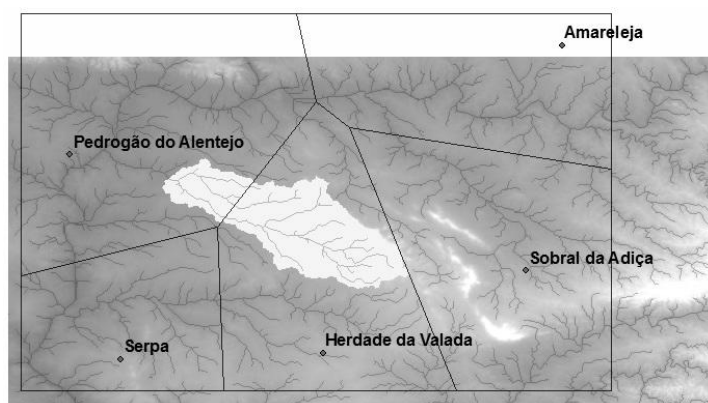 Amareleja
Pedrogão do Alentejo
Sobral da Adiça
Serpa
Herdade da Valada